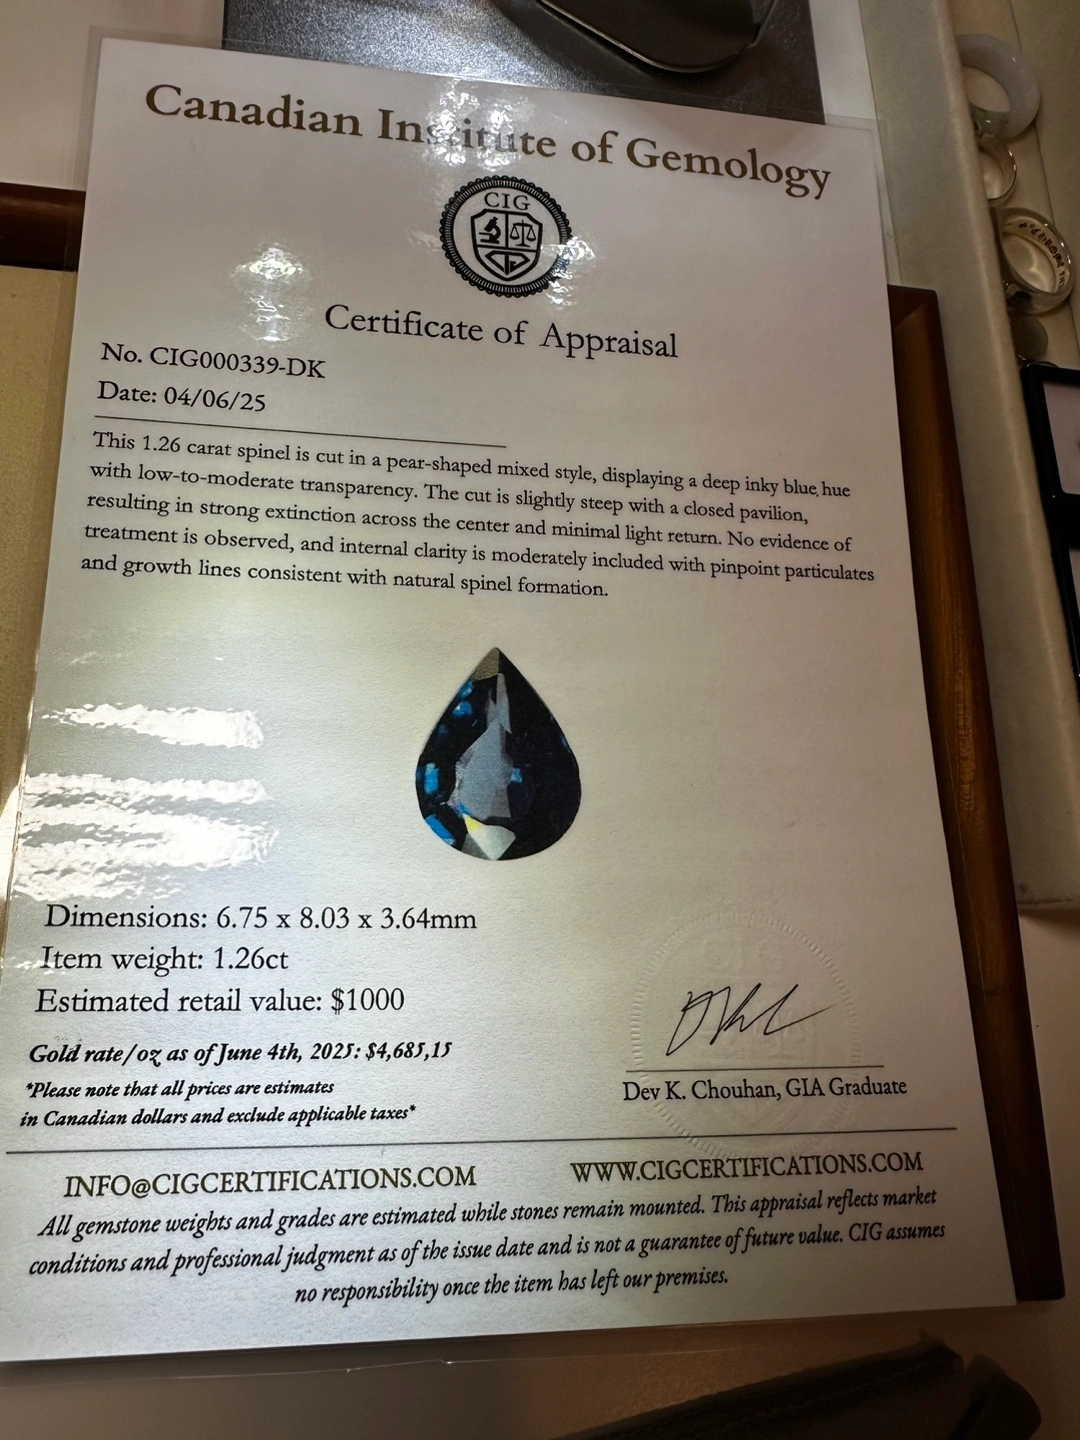 Canadian Institute of Gemology
CIG
Certificate of Appraisal
No. CIG000339-DK
Date: 04/06/25
This 1.26 carat spinel is cut in a pear-shaped mixed style, displaying a deep inky blue hue
with low-to-moderate transparency. The cut is slightly steep with a closed pavilion,
resulting in strong extinction across the center and minimal light return. No evidence of
treatment is observed, and internal clarity is moderately included with pinpoint particulates
and growth lines consistent with natural spinel formation.
Dimensions: 6.75 x 8.03 x 3.64mm
Item weight: 1.26ct
Estimated retail value: $1000
Gold rate/oz as of June 4th, 2025: $4,685,15
*Please note that all prices are estimates
in Canadian dollars and exclude applicable taxes*
Dev K. Chouhan, GIA Graduate
INFO@CIGCERTIFICATIONS.COM
WWW.CIGCERTIFICATIONS.COM
All gemstone weights and grades are estimated while stones remain mounted. This appraisal reflects market
conditions and professional judgment as of the issue date and is not a guarantee of future value. CIG assumes
no responsibility once the item has left our premises.